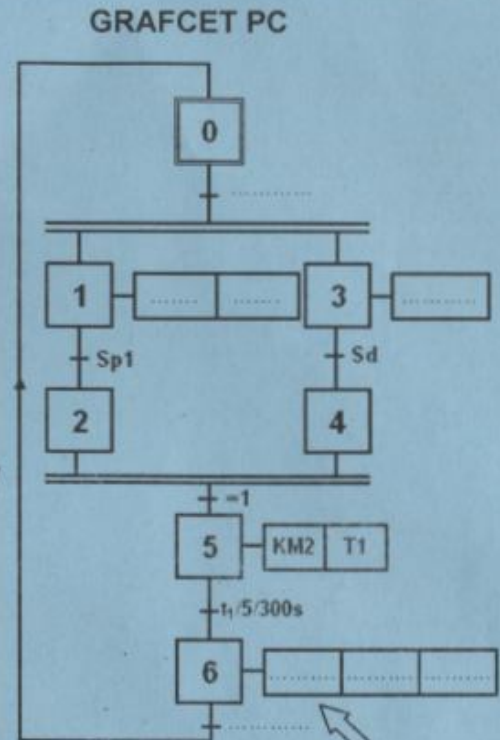 GRAFCET PC
0
............
1 ....... ....... 3 ............
Sp1 Sd
2 4
=1
5 KM2 T1
t₁/5/300s
6 ............ ............ ............
............